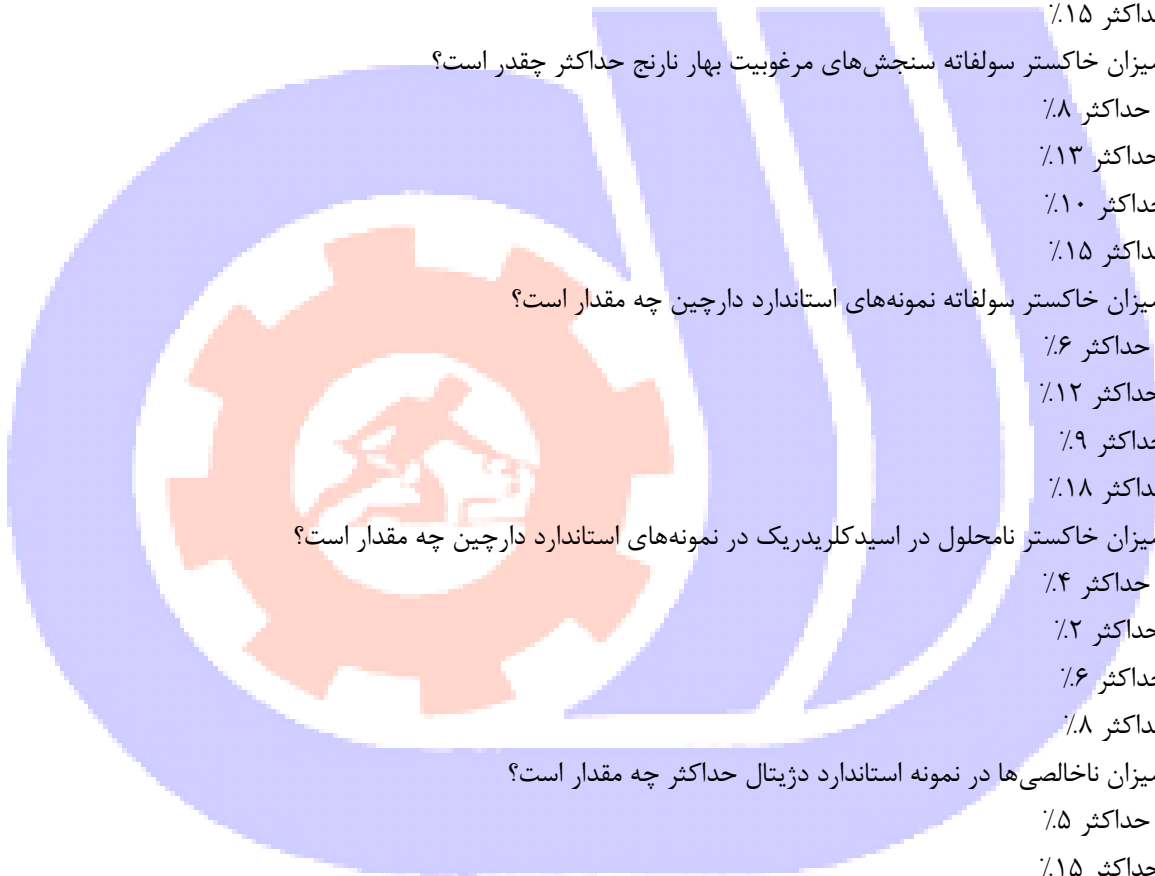 حداکثر ۱۵٪
میزان خاکستر سولفاته سنجش‌های مرغوبیت بهار نارنج حداکثر چقدر است؟
حداکثر ۸٪
حداکثر ۱۳٪
حداکثر ۱۰٪
حداکثر ۱۵٪
میزان خاکستر سولفاته نمونه‌های استاندارد دارچین چه مقدار است؟
حداکثر ۶٪
حداکثر ۱۲٪
حداکثر ۹٪
حداکثر ۱۸٪
میزان خاکستر نامحلول در اسیدکلریدریک در نمونه‌های استاندارد دارچین چه مقدار است؟
حداکثر ۴٪
حداکثر ۲٪
حداکثر ۶٪
حداکثر ۸٪
میزان ناخالصی‌ها در نمونه استاندارد دژیتال حداکثر چه مقدار است؟
حداکثر ۵٪
حداکثر ۱۵٪